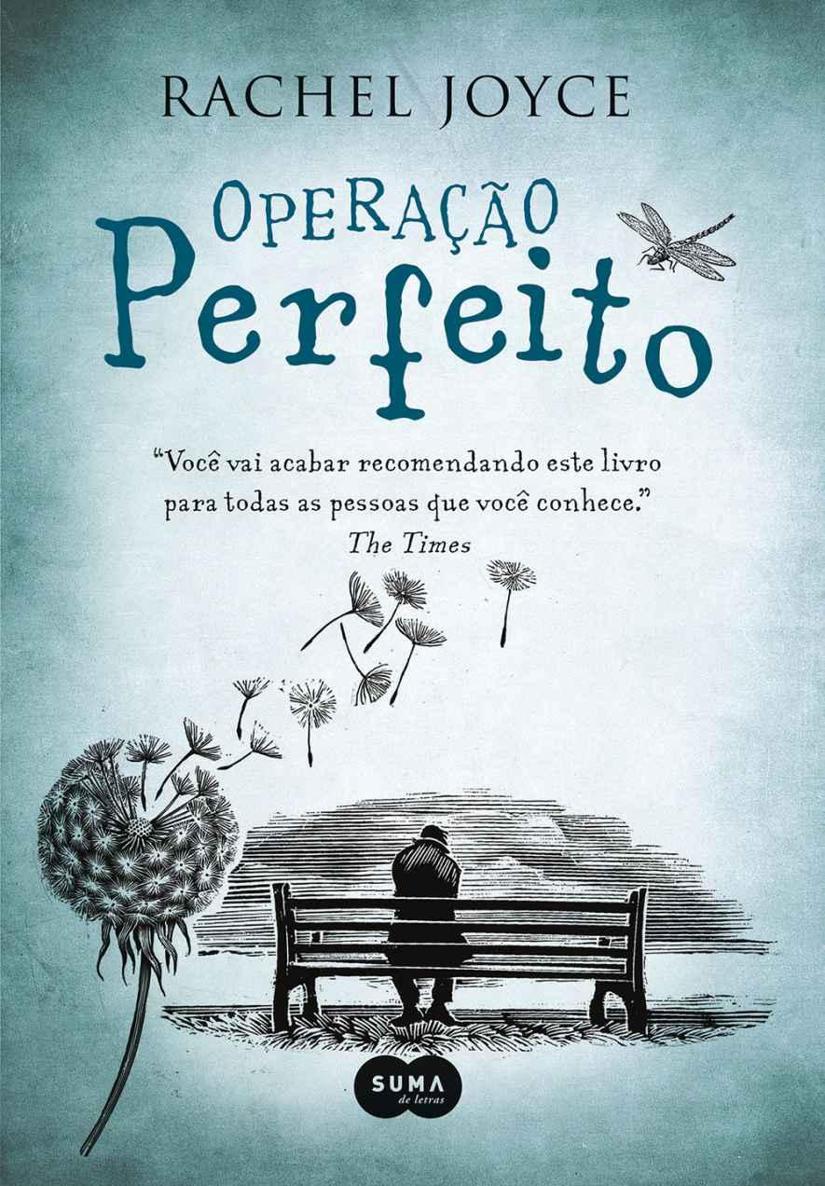 RACHEL JOYCE
OPERAÇÃO
Perfeito
“Você vai acabar recomendando este livro
para todas as pessoas que você conhece.”
The Times
SUMA
de letras